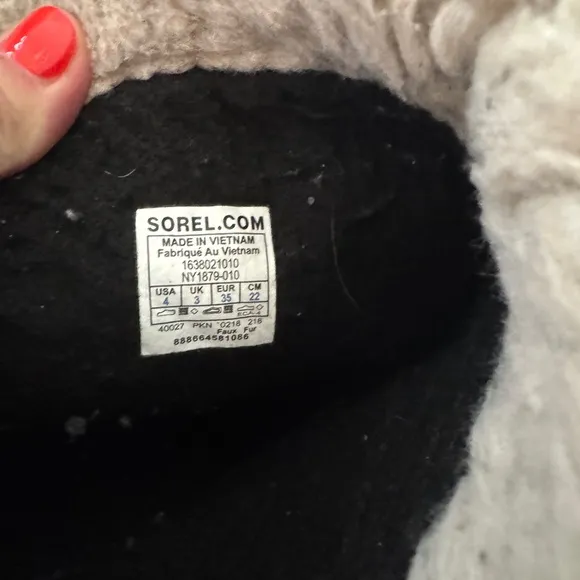 SOREL.COM
MADE IN VIETNAM
Fabriqué Au Vietnam
1638021010
NY1879-010
USA UK EUR CM
4 3 35 22
40027 PKN 0218 216
Faux Fur
888664581086